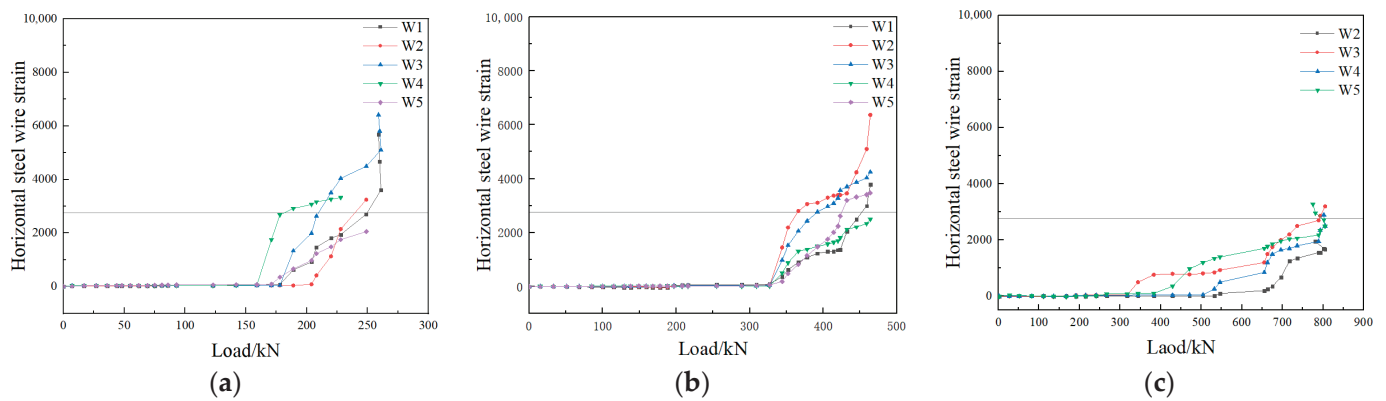 10,000
8000
6000
4000
2000
0
Horizontal steel wire strain
W1
W2
W3
W4
W5
0 50 100 150 200 250 300
Load/kN
(a)
10,000
8000
6000
4000
2000
0
Horizontal steel wire strain
W1
W2
W3
W4
W5
0 100 200 300 400 500
Load/kN
(b)
10,000
8000
6000
4000
2000
0
Horizontal steel wire strain
W2
W3
W4
W5
0 100 200 300 400 500 600 700 800 900
Laod/kN
(c)